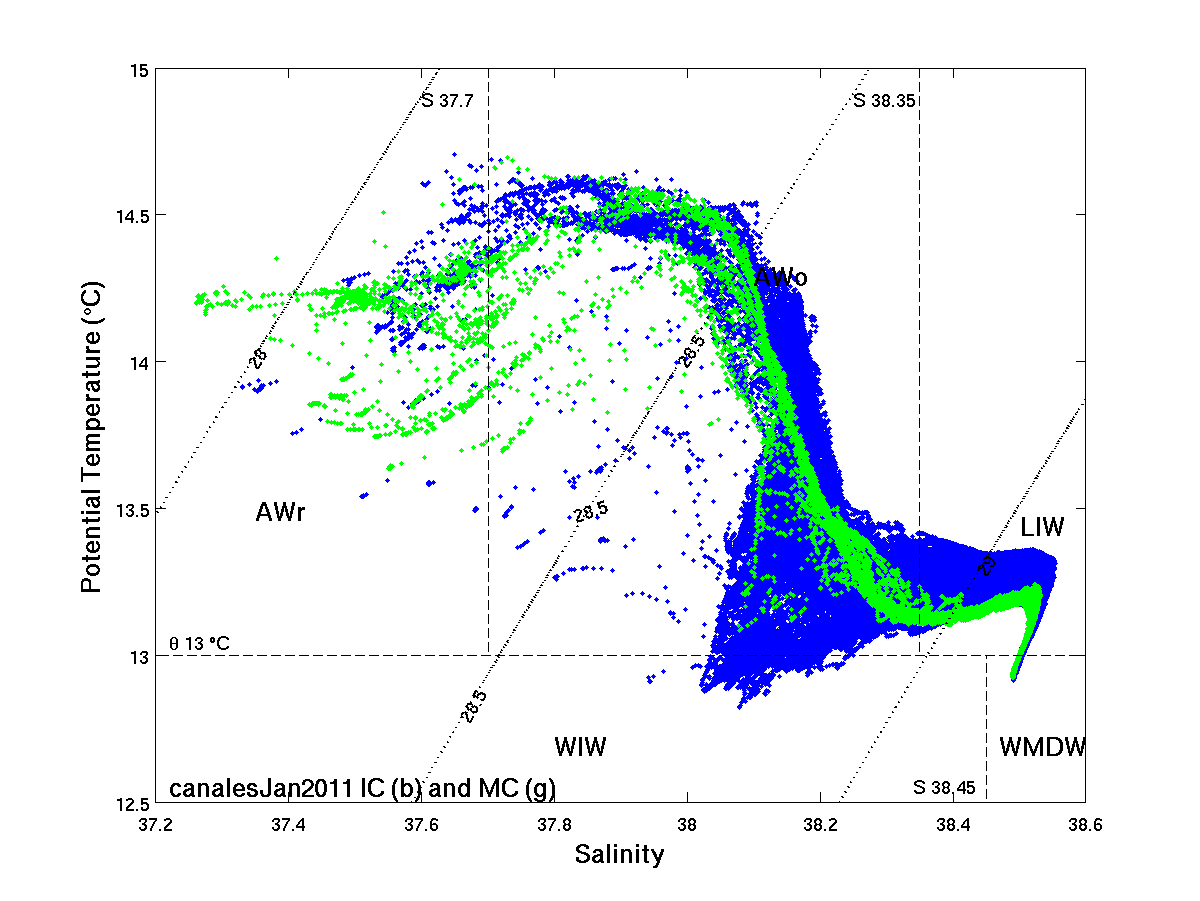 15
S 37.7
S 38.35
14.5
AWo
28
28.5
14
Potential Temperature (°C)
13.5
AWr
28.5
LIW
29
θ 13 °C
13
28.5
WIW
WMDW
canalesJan2011 IC (b) and MC (g)
S 38.45
12.5
37.2
37.4
37.6
37.8
38
38.2
38.4
38.6
Salinity